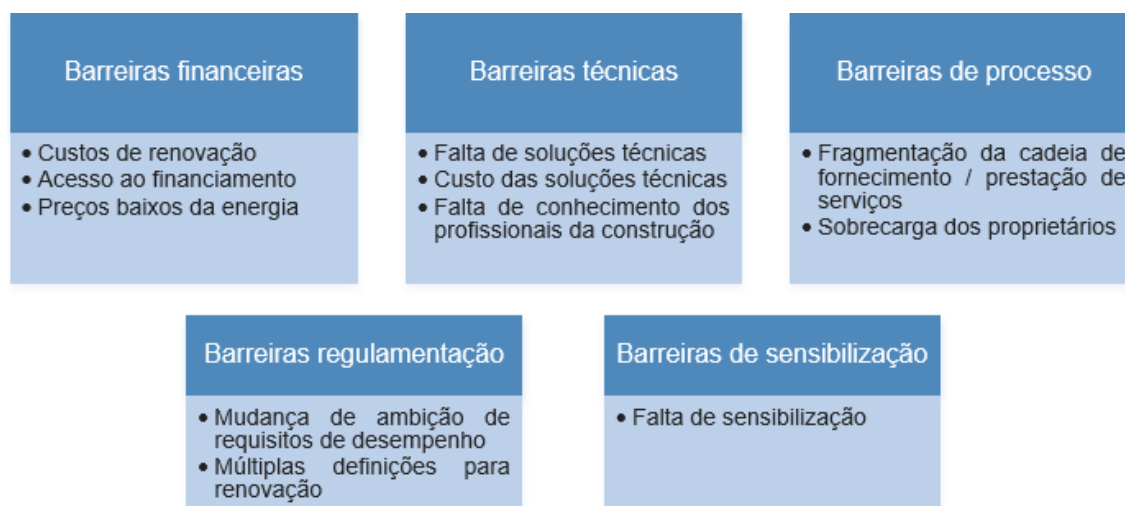 Barreiras financeiras
• Custos de renovação
• Acesso ao financiamento
• Preços baixos da energia
Barreiras técnicas
• Falta de soluções técnicas
• Custo das soluções técnicas
• Falta de conhecimento dos
profissionais da construção
Barreiras de processo
• Fragmentação da cadeia de
fornecimento / prestação de
serviços
• Sobrecarga dos proprietários
Barreiras regulamentação
• Mudança de ambição de
requisitos de desempenho
• Múltiplas definições para
renovação
Barreiras de sensibilização
• Falta de sensibilização